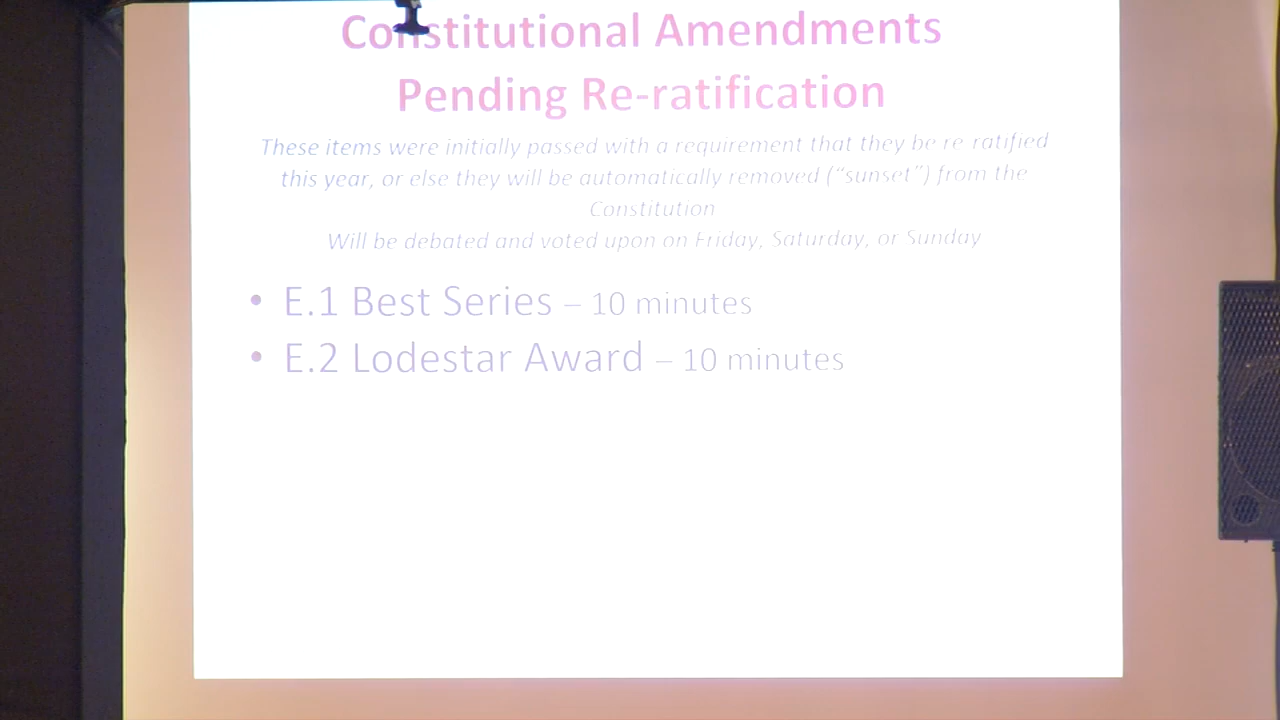 Constitutional Amendments
Pending Re-ratification
These items were initially passed with a requirement that they be re ratified
this year, or else they will be automatically removed (“sunset”) from the
Constitution
Will be debated and voted upon on Friday, Saturday, or Sunday
• E.1 Best Series – 10 minutes
• E.2 Lodestar Award – 10 minutes